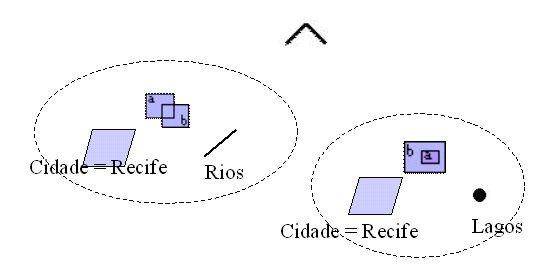 a
b
Cidade = Recife
Rios
b
a
Cidade = Recife
Lagos